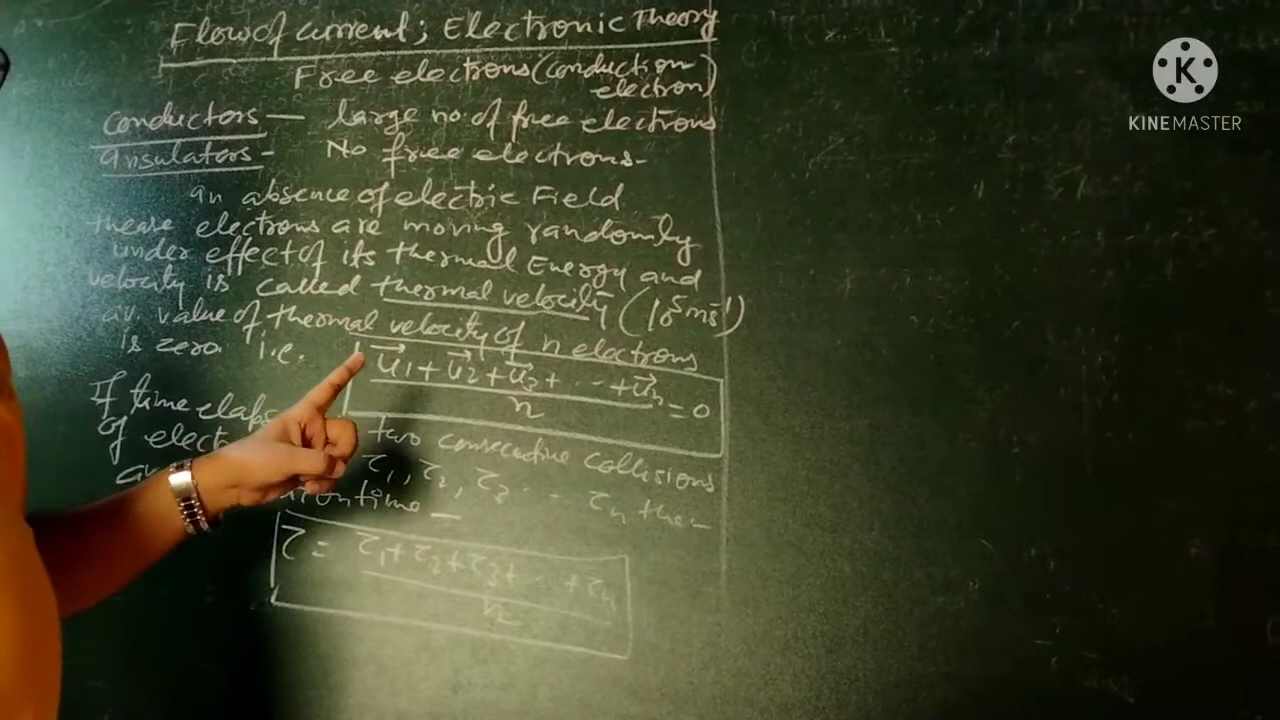 Flow of current; Electronic Theory
Free electrons (conduction electron)
conductors — large no of free electrons
Insulators - No free electrons -
In absence of electric Field
these electrons are moving randomly
under effect of its thermal Energy and
velocity is called thermal velocity (10⁵ ms⁻¹)
av. value of thermal velocity of n electrons
is zero i.e.
(u⃗1 + u⃗2 + u⃗3 + ... + u⃗n) / n = 0
If time
of two consecutive collisions
τ1, τ2, τ3 ... τn then
time —
τ = (τ1 + τ2 + τ3 + ... + τn) / n
K
KINEMASTER